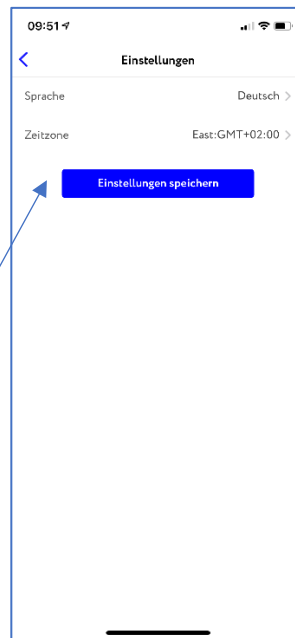 09:51
Einstellungen
Sprache Deutsch
Zeitzone East:GMT+02:00
Einstellungen speichern